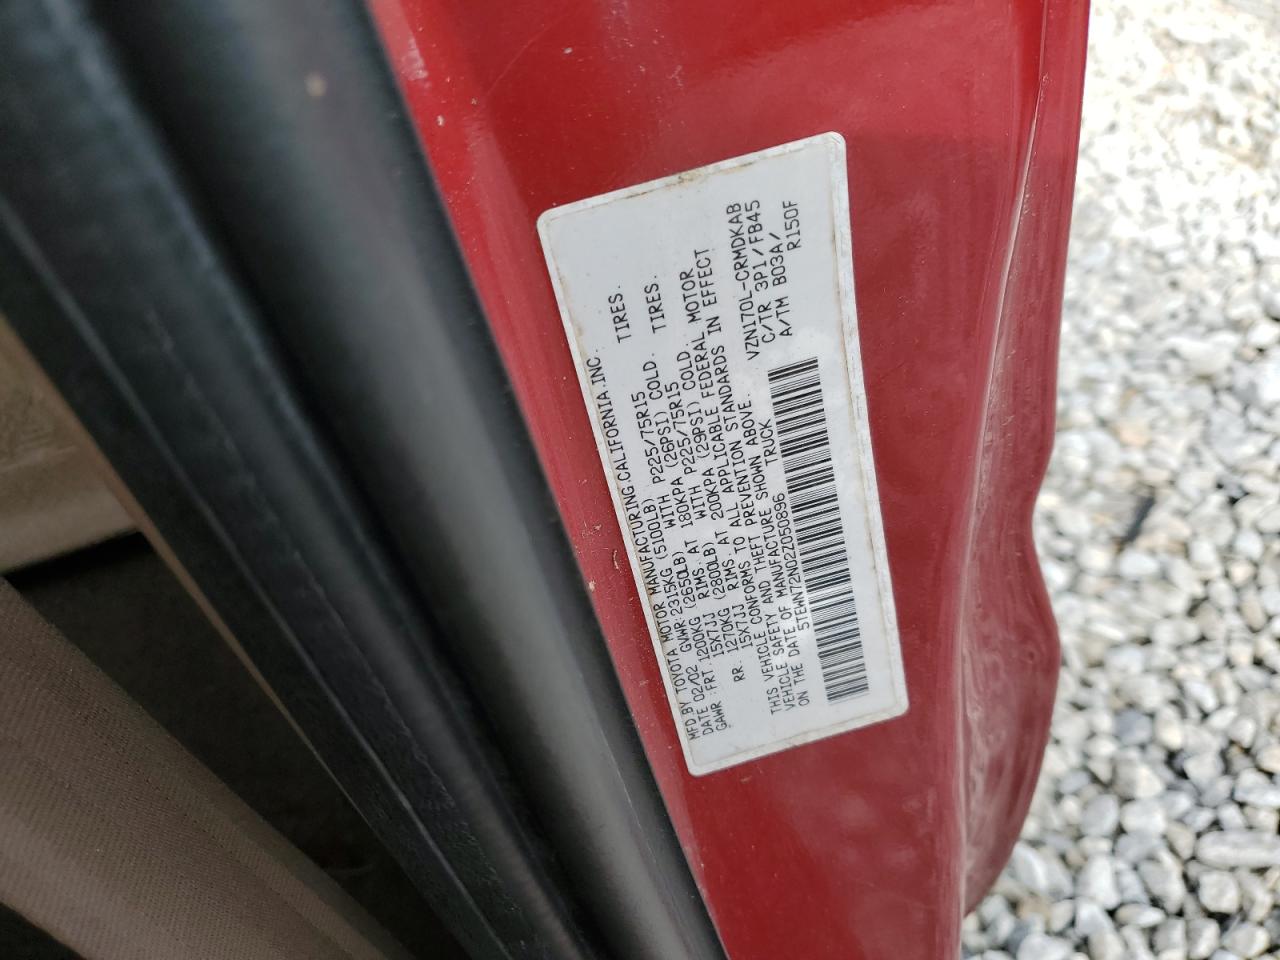 MFD BY TOYOTA MOTOR MANUFACTURING,CALIFORNIA,INC.
DATE 02/02 GVWR:2315KG (5100LB)
GAWR :FRT.1200KG (2650LB) WITH P225/75R15 TIRES.
15X7JJ RIMS. AT 180KPA (26PSI) COLD.
RR. 1270KG (2800LB) WITH P225/75R15 TIRES.
15X7JJ RIMS. AT 200KPA (29PSI) COLD.
THIS VEHICLE CONFORMS TO ALL APPLICABLE FEDERAL MOTOR
VEHICLE SAFETY AND THEFT PREVENTION STANDARDS IN EFFECT
ON THE DATE OF MANUFACTURE SHOWN ABOVE.
5TEWN72N02Z050896 TRUCK
VZN170L-CRMDKAB
C/TR 3P1/FB45
A/TM B03A/
R150F